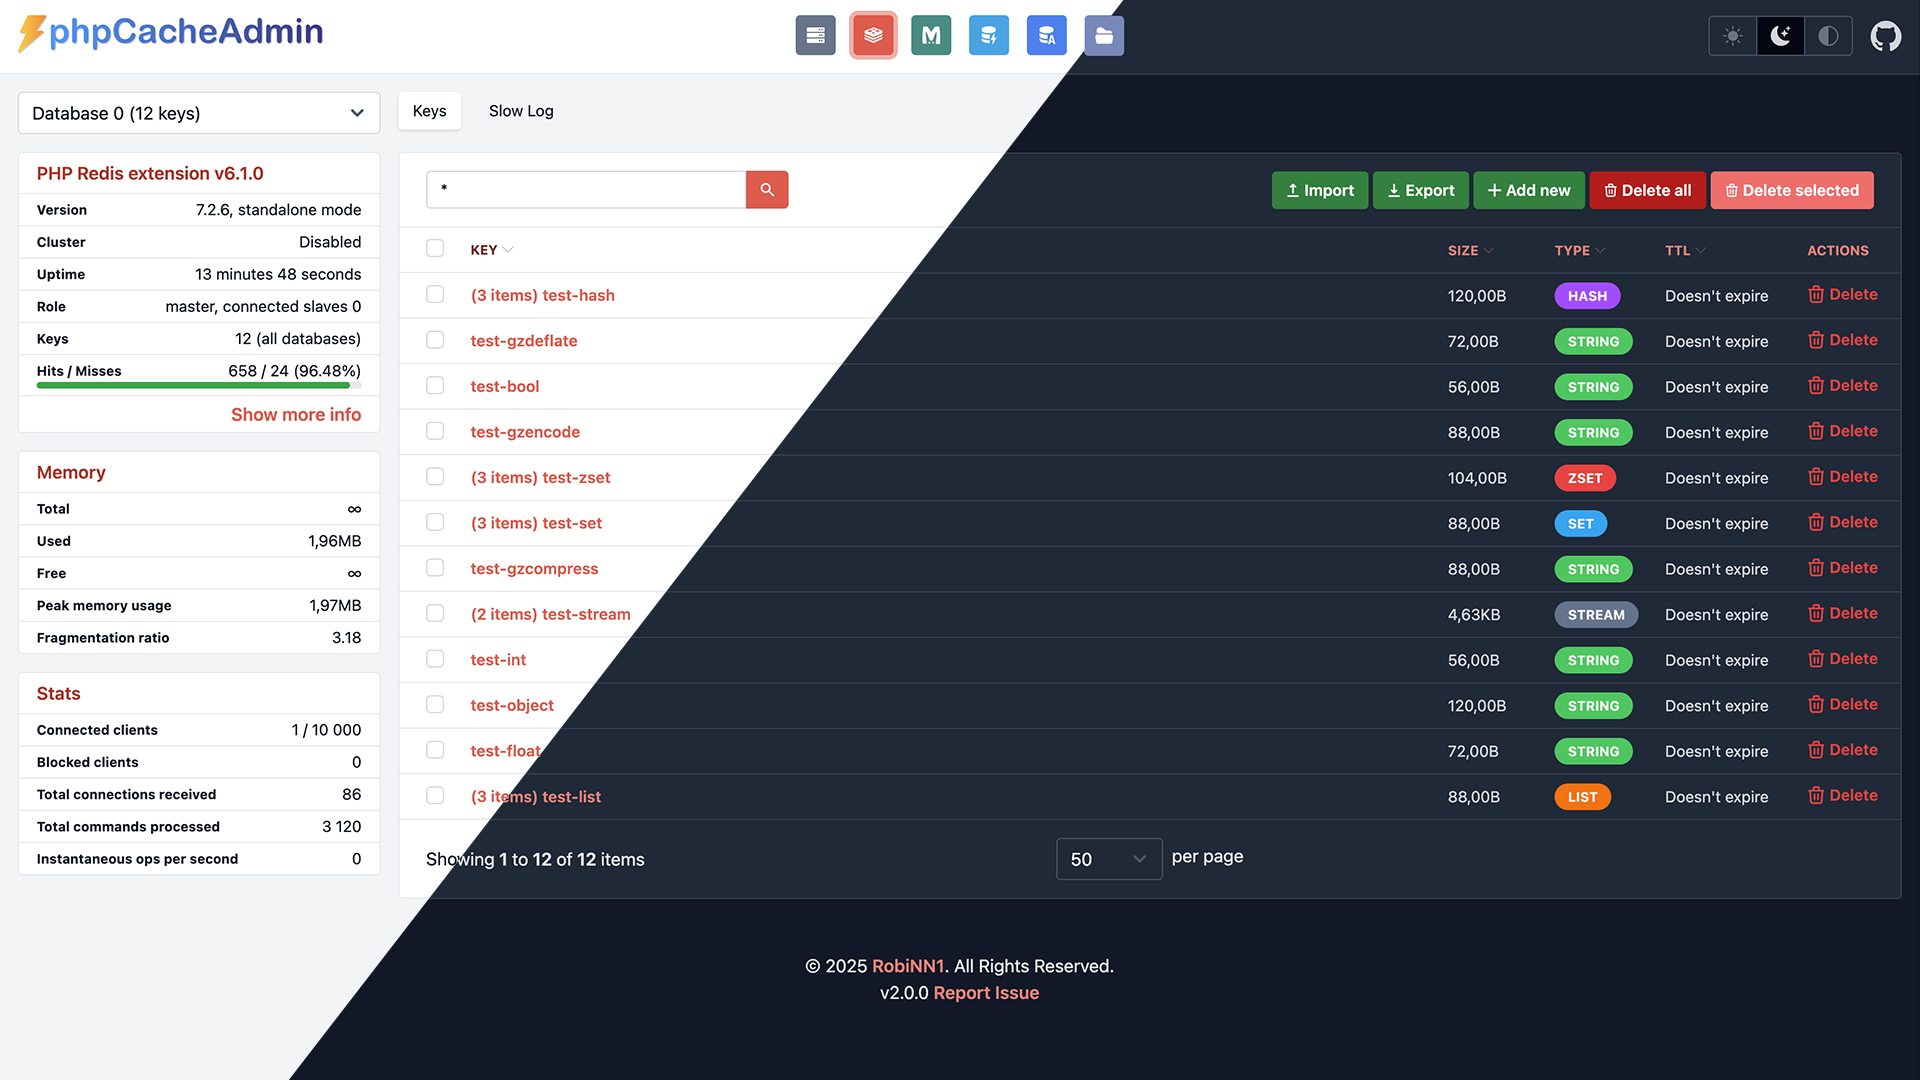 phpCacheAdmin
Database 0 (12 keys)
Keys
Slow Log
PHP Redis extension v6.1.0
Version 7.2.6, standalone mode
Cluster Disabled
Uptime 13 minutes 48 seconds
Role master, connected slaves 0
Keys 12 (all databases)
Hits / Misses 658 / 24 (96.48%)
Show more info
Memory
Total ∞
Used 1,96MB
Free ∞
Peak memory usage 1,97MB
Fragmentation ratio 3.18
Stats
Connected clients 1 / 10 000
Blocked clients 0
Total connections received 86
Total commands processed 3 120
Instantaneous ops per second 0
*
Import Export Add new Delete all Delete selected
KEY SIZE TYPE TTL ACTIONS
(3 items) test-hash 120,00B HASH Doesn't expire Delete
test-gzdeflate 72,00B STRING Doesn't expire Delete
test-bool 56,00B STRING Doesn't expire Delete
test-gzencode 88,00B STRING Doesn't expire Delete
(3 items) test-zset 104,00B ZSET Doesn't expire Delete
(3 items) test-set 88,00B SET Doesn't expire Delete
test-gzcompress 88,00B STRING Doesn't expire Delete
(2 items) test-stream 4,63KB STREAM Doesn't expire Delete
test-int 56,00B STRING Doesn't expire Delete
test-object 120,00B STRING Doesn't expire Delete
test-float 72,00B STRING Doesn't expire Delete
(3 items) test-list 88,00B LIST Doesn't expire Delete
Showing 1 to 12 of 12 items 50 per page
© 2025 RobiNN1. All Rights Reserved.
v2.0.0 Report Issue